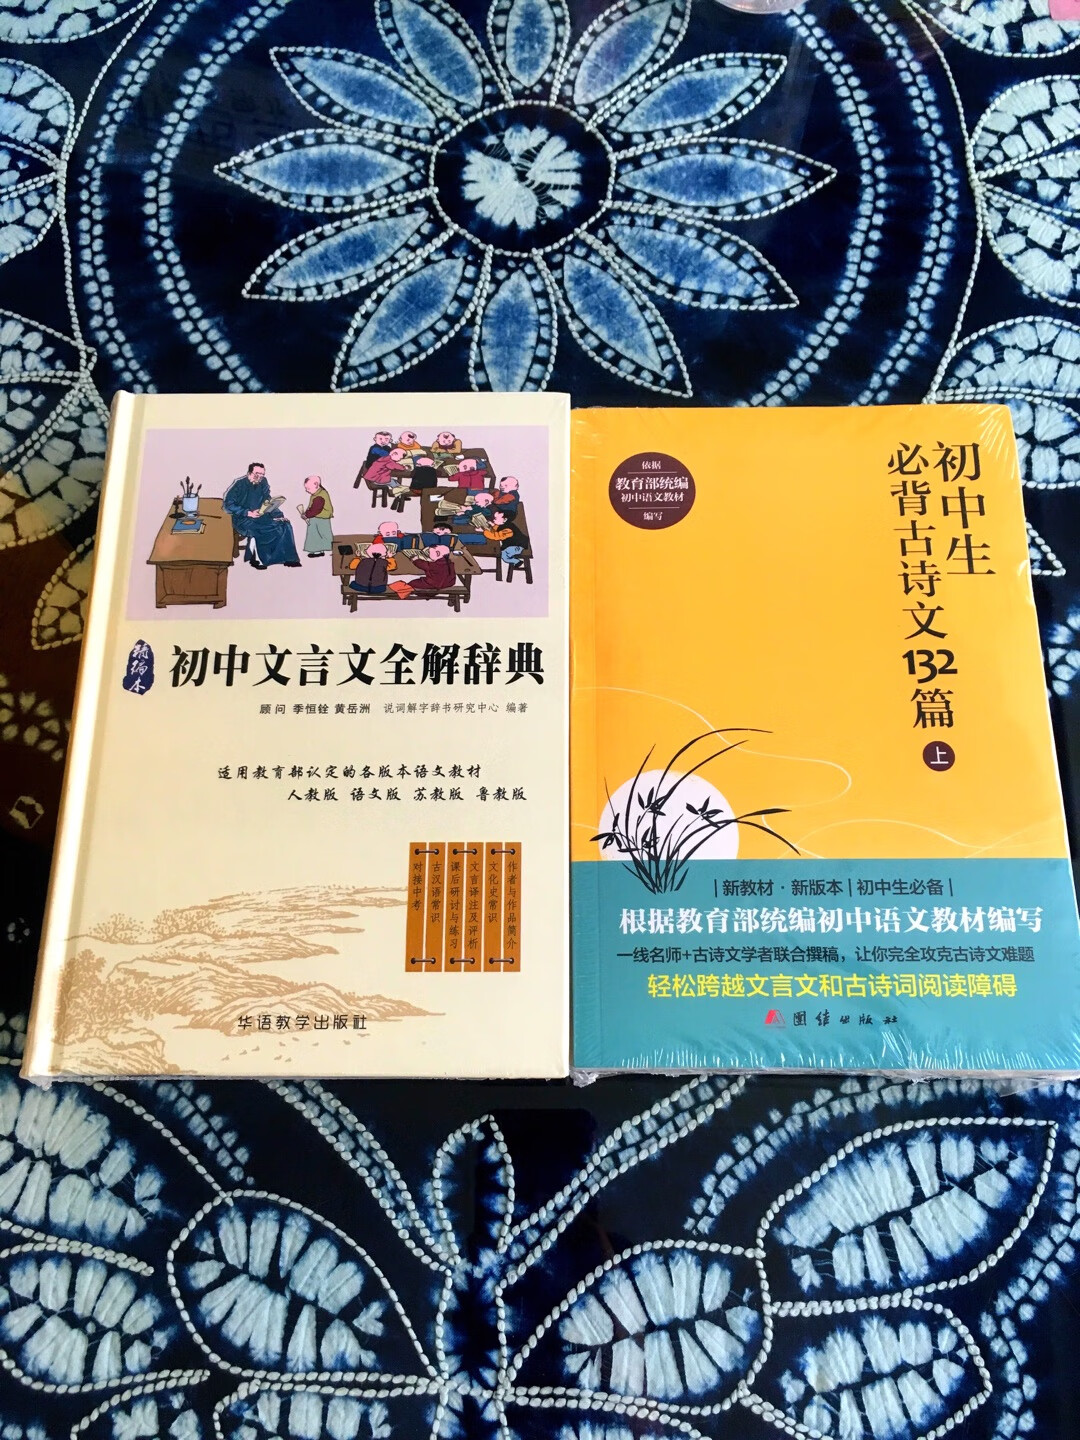 统编本
初中文言文全解辞典
顾问 季恒铨 黄岳洲 说词解字辞书研究中心 编著
适用教育部认定的各版本语文教材
人教版 语文版 苏教版 鲁教版
作者与作品简介
文化史常识
文言译注及评析
课后研讨与练习
古汉语常识
对接中考
华语教学出版社
依据
教育部统编
初中语文教材
编写
初中生
必背古诗文132篇
上
|新教材·新版本|初中生必备|
根据教育部统编初中语文教材编写
一线名师+古诗文学者联合撰稿，让你完全攻克古诗文难题
轻松跨越文言文和古诗词阅读障碍
团结出版社